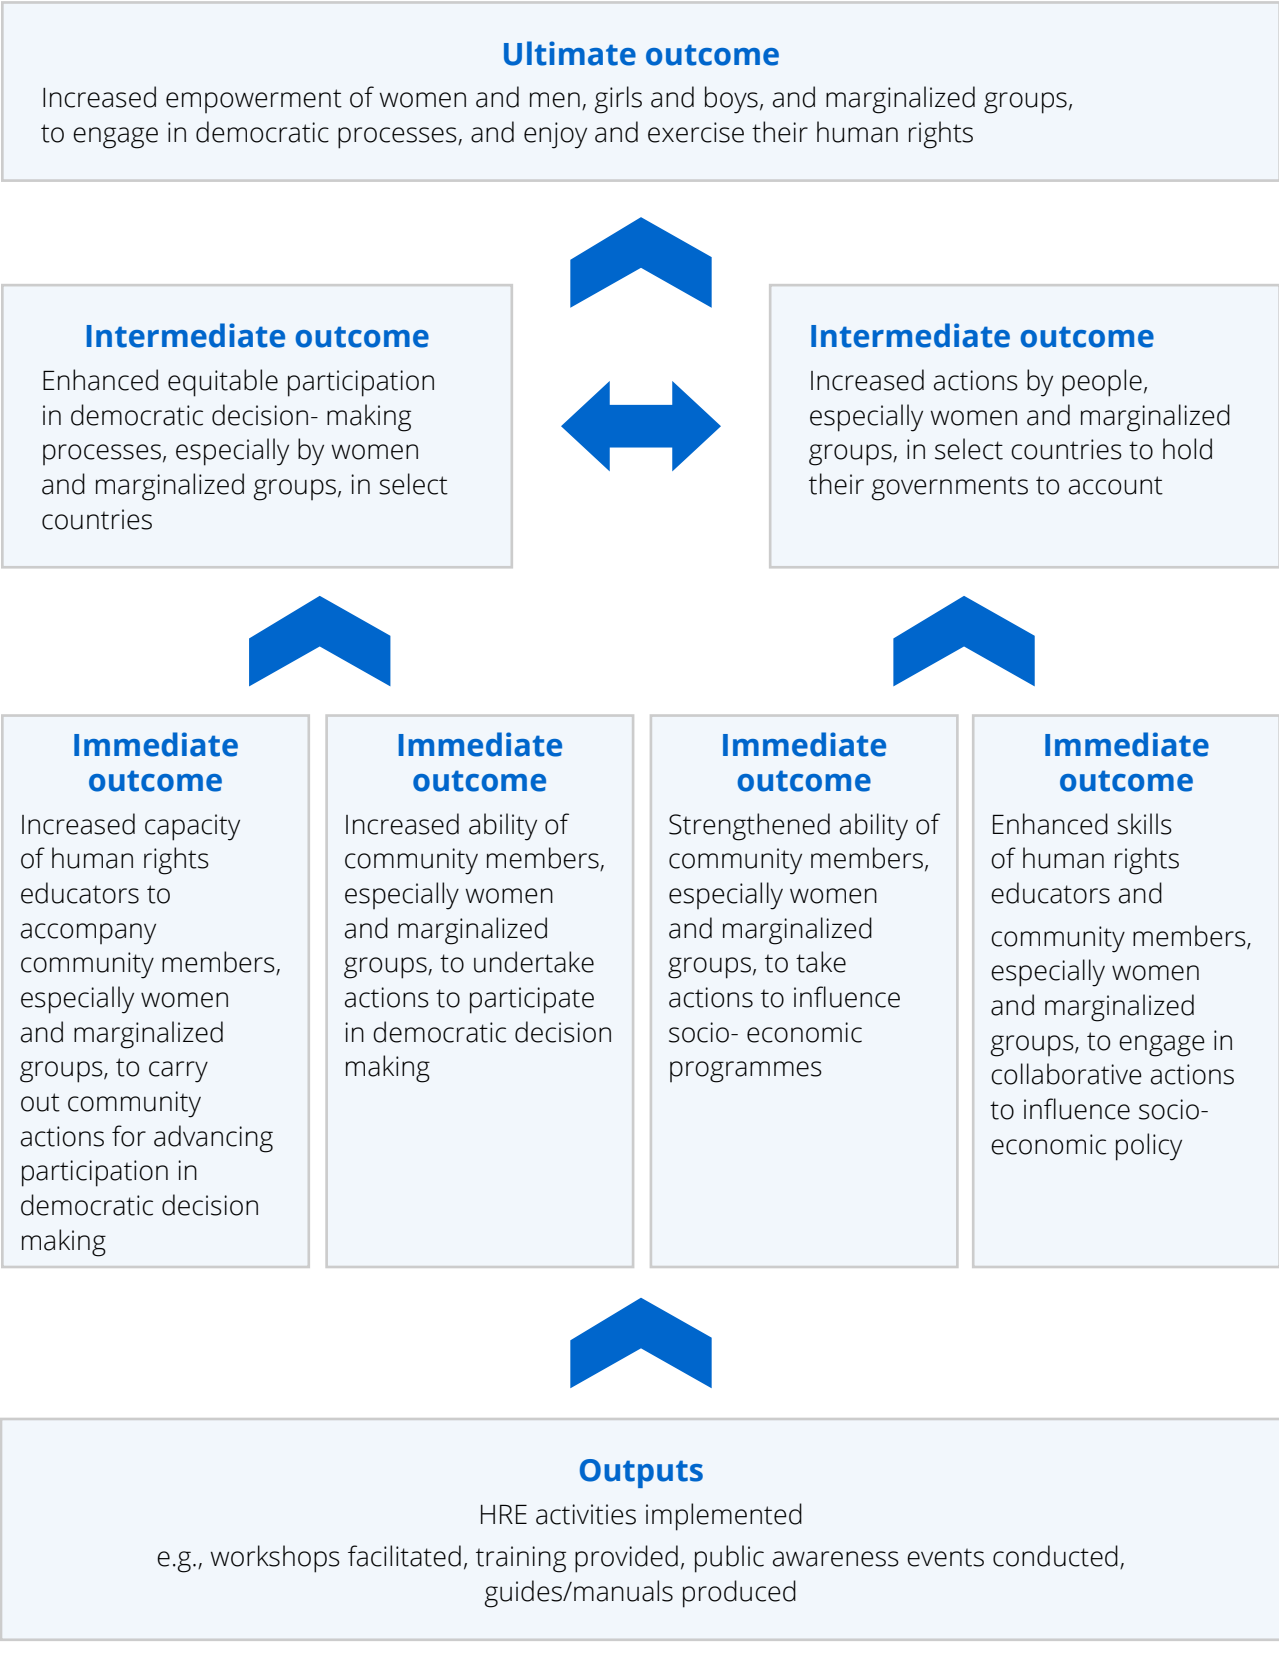 Ultimate outcome
Increased empowerment of women and men, girls and boys, and marginalized groups,
to engage in democratic processes, and enjoy and exercise their human rights
Intermediate outcome
Enhanced equitable participation
in democratic decision- making
processes, especially by women
and marginalized groups, in select
countries
Intermediate outcome
Increased actions by people,
especially women and marginalized
groups, in select countries to hold
their governments to account
Immediate
outcome
Increased capacity
of human rights
educators to
accompany
community members,
especially women
and marginalized
groups, to carry
out community
actions for advancing
participation in
democratic decision
making
Immediate
outcome
Increased ability of
community members,
especially women
and marginalized
groups, to undertake
actions to participate
in democratic decision
making
Immediate
outcome
Strengthened ability of
community members,
especially women
and marginalized
groups, to take
actions to influence
socio- economic
programmes
Immediate
outcome
Enhanced skills
of human rights
educators and
community members,
especially women
and marginalized
groups, to engage in
collaborative actions
to influence socio-
economic policy
Outputs
HRE activities implemented
e.g., workshops facilitated, training provided, public awareness events conducted,
guides/manuals produced